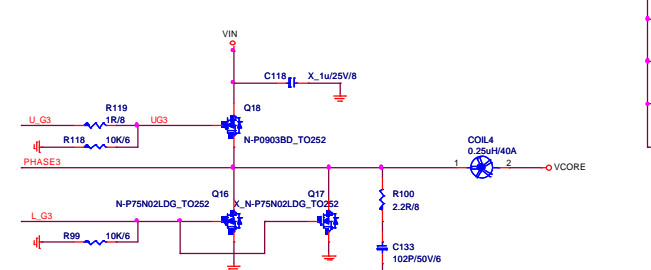 VIN
C118 X_1u/25V/8
R119
1R/8
Q18
U_G3 UG3
R118 10K/6
N-P0903BD_TO252
COIL4
0.25uH/40A
PHASE3
1 2 VCORE
Q16 Q17
N-P75N02LDG_TO252 X_N-P75N02LDG_TO252
R100
2.2R/8
L_G3
R99 10K/6
C133
102P/50V/6